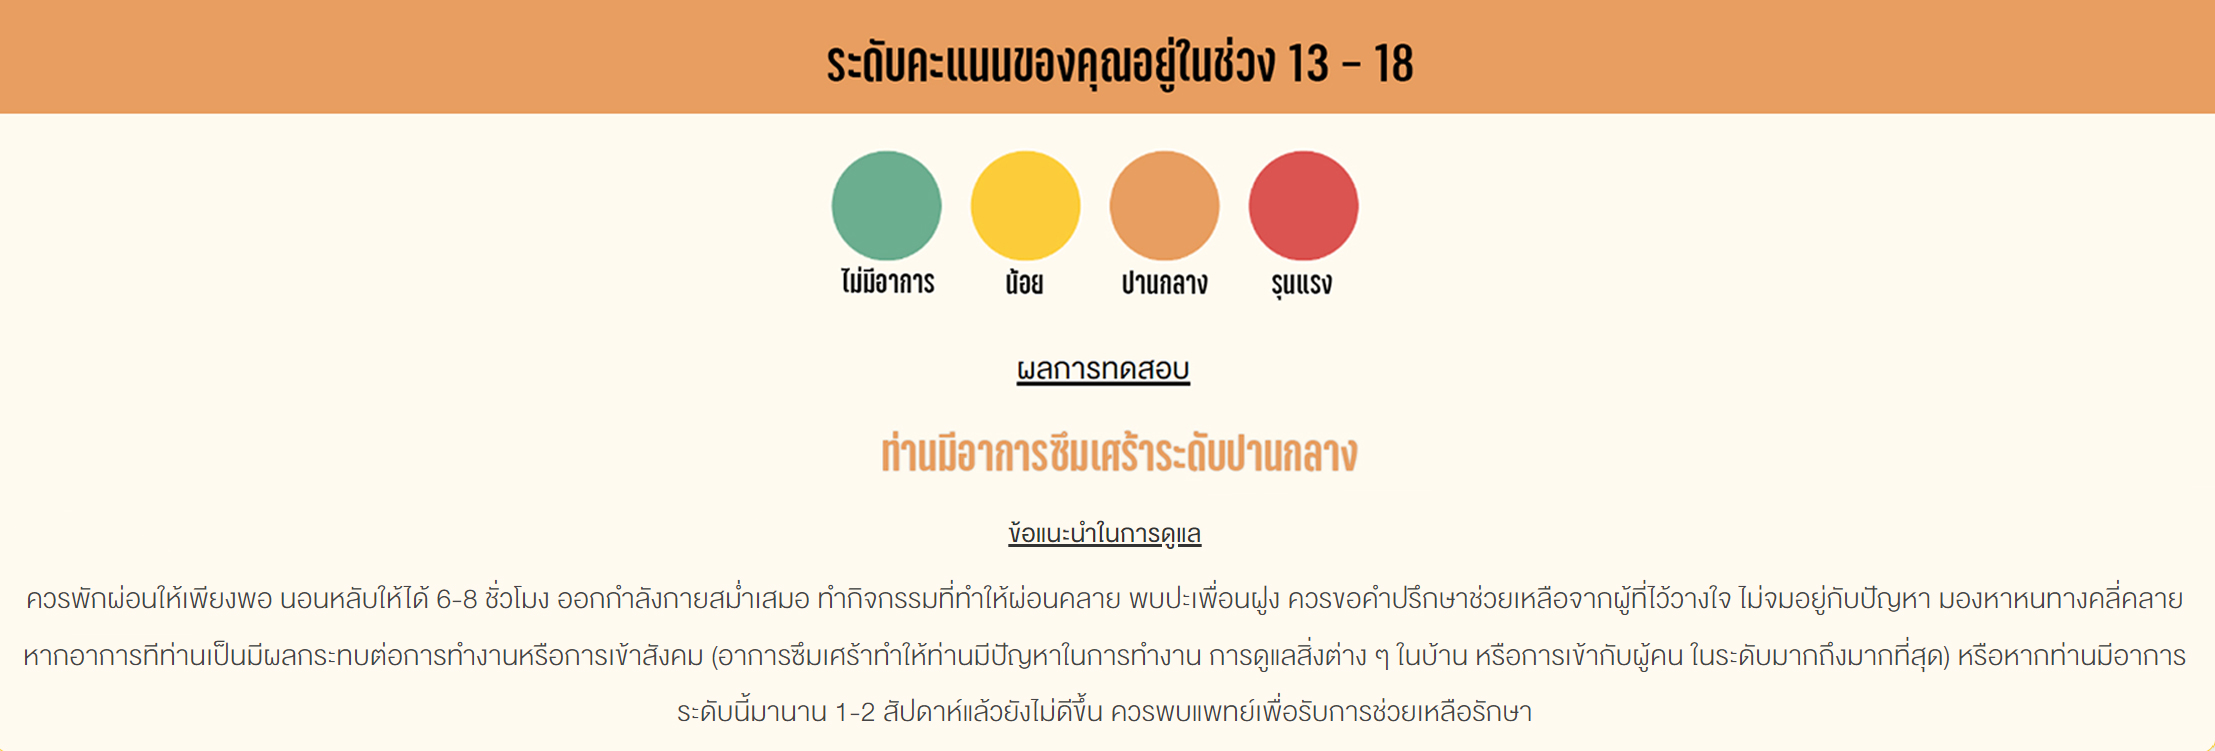 ระดับคะแนนของคุณอยู่ในช่วง 13 – 18
ไม่มีอาการ น้อย ปานกลาง รุนแรง
ผลการทดสอบ
ท่านมีอาการซึมเศร้าระดับปานกลาง
ข้อแนะนำในการดูแล
ควรพักผ่อนให้เพียงพอ นอนหลับให้ได้ 6-8 ชั่วโมง ออกกำลังกายสม่ำเสมอ ทำกิจกรรมที่ทำให้ผ่อนคลาย พบปะเพื่อนฝูง ควรขอคำปรึกษาช่วยเหลือจากผู้ที่ไว้วางใจ ไม่จมอยู่กับปัญหา มองหาหนทางคลี่คลาย
หากอาการทีท่านเป็นมีผลกระทบต่อการทำงานหรือการเข้าสังคม (อาการซึมเศร้าทำให้ท่านมีปัญหาในการทำงาน การดูแลสิ่งต่าง ๆ ในบ้าน หรือการเข้ากับผู้คน ในระดับมากถึงมากที่สุด) หรือหากท่านมีอาการ
ระดับนี้มานาน 1-2 สัปดาห์แล้วยังไม่ดีขึ้น ควรพบแพทย์เพื่อรับการช่วยเหลือรักษา